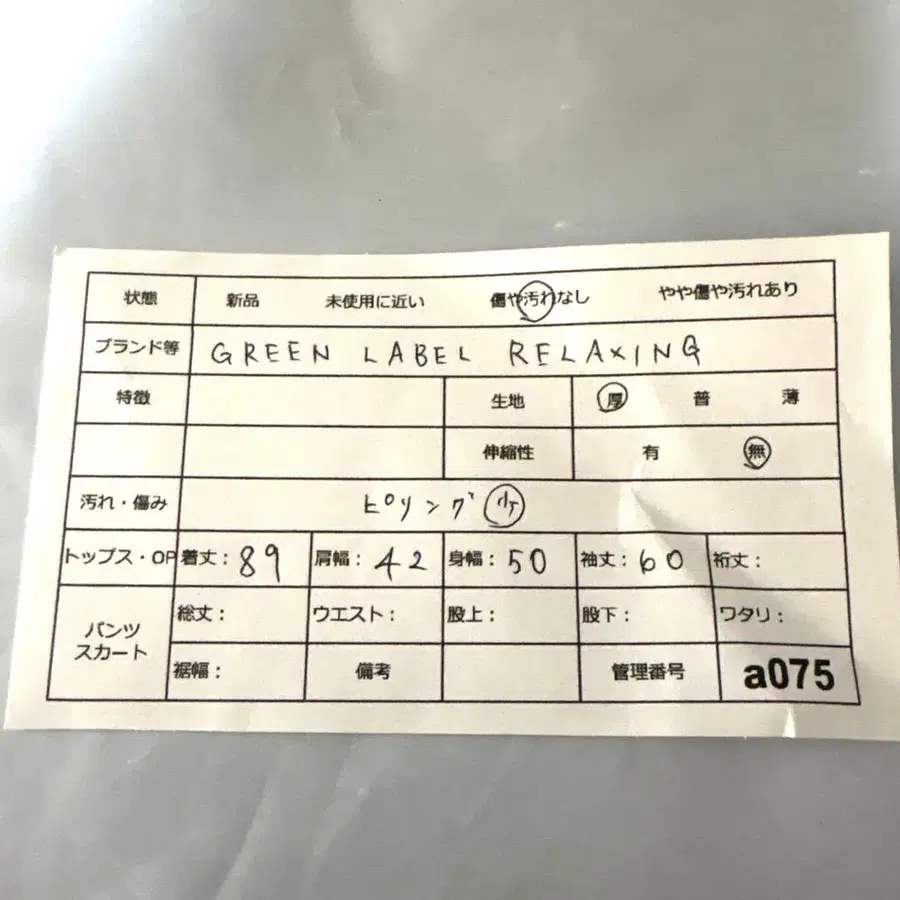 状態 新品 未使用に近い 傷や汚れなし やや傷や汚れあり
ブランド等 GREEN LABEL RELAXING
特徴 生地 厚 普 薄
伸縮性 有 無
汚れ・傷み ピリング
トップス・OP 着丈:89 肩幅:42 身幅:50 袖丈:60 裄丈:
パンツ
スカート
総丈: ウエスト: 股上: 股下: ワタリ:
裾幅: 備考 管理番号 a075